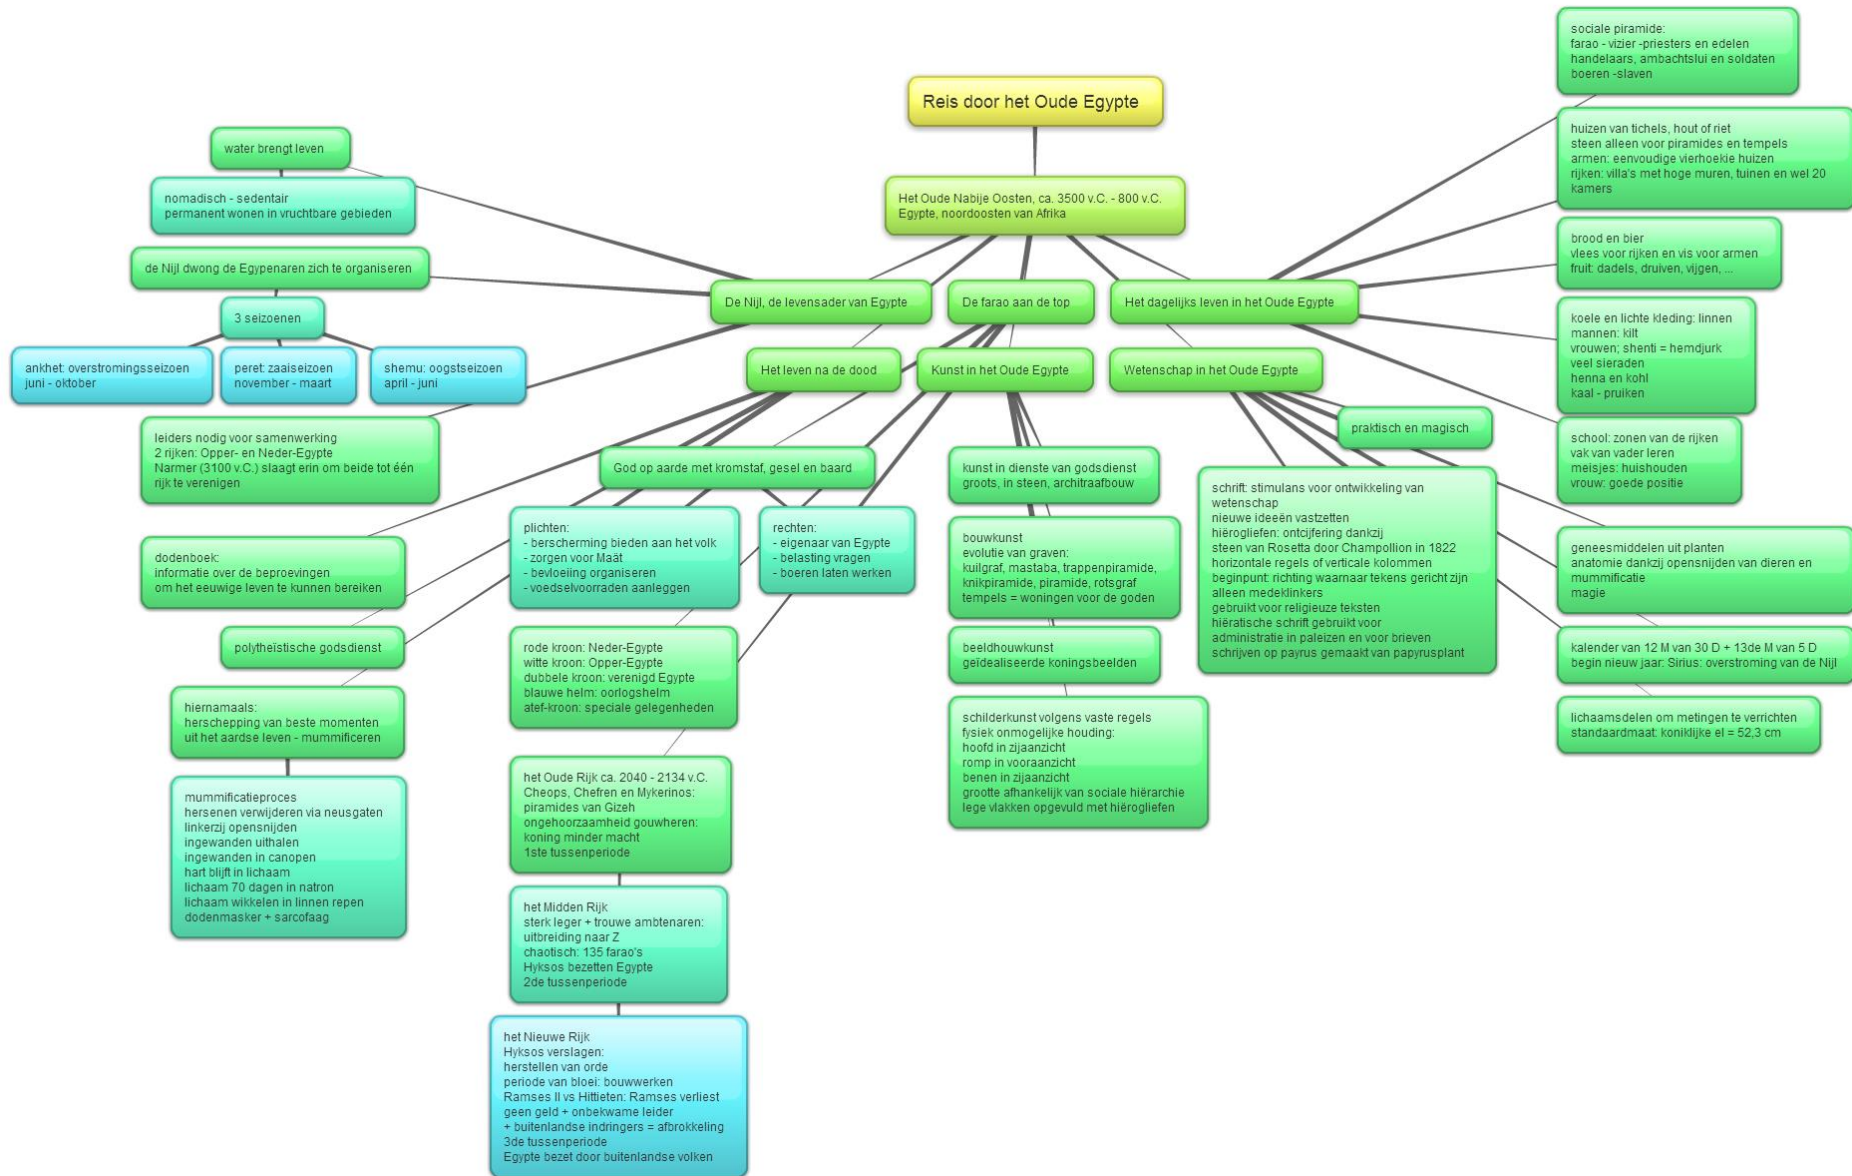 Reis door het Oude Egypte
Het Oude Nabije Oosten, ca. 3500 v.C. - 800 v.C.
Egypte, noordoosten van Afrika
De Nijl, de levensader van Egypte
De farao aan de top
Het dagelijks leven in het Oude Egypte
Het leven na de dood
Kunst in het Oude Egypte
Wetenschap in het Oude Egypte
water brengt leven
nomadisch - sedentair
permanent wonen in vruchtbare gebieden
de Nijl dwong de Egypenaren zich te organiseren
3 seizoenen
ankhet: overstromingsseizoen
juni - oktober
peret: zaaiseizoen
november - maart
shemu: oogstseizoen
april - juni
leiders nodig voor samenwerking
2 rijken: Opper- en Neder-Egypte
Narmer (3100 v.C.) slaagt erin om beide tot één
rijk te verenigen
dodenboek:
informatie over de beproevingen
om het eeuwige leven te kunnen bereiken
polytheïstische godsdienst
hiernamaals:
herschepping van beste momenten
uit het aardse leven - mummificeren
mummificatieproces
hersenen verwijderen via neusgaten
linkerzij opensnijden
ingewanden uithalen
ingewanden in canopen
hart blijft in lichaam
lichaam 70 dagen in natron
lichaam wikkelen in linnen repen
dodenmasker + sarcofaag
God op aarde met kromstaf, gesel en baard
plichten:
- berscherming bieden aan het volk
- zorgen voor Maät
- bevloeiing organiseren
- voedselvoorraden aanleggen
rechten:
- eigenaar van Egypte
- belasting vragen
- boeren laten werken
rode kroon: Neder-Egypte
witte kroon: Opper-Egypte
dubbele kroon: verenigd Egypte
blauwe helm: oorlogshelm
atef-kroon: speciale gelegenheden
het Oude Rijk ca. 2040 - 2134 v.C.
Cheops, Chefren en Mykerinos:
piramides van Gizeh
ongehoorzaamheid gouwheren:
koning minder macht
1ste tussenperiode
het Midden Rijk
sterk leger + trouwe ambtenaren:
uitbreiding naar Z
chaotisch: 135 farao's
Hyksos bezetten Egypte
2de tussenperiode
het Nieuwe Rijk
Hyksos verslagen:
herstellen van orde
periode van bloei: bouwwerken
Ramses II vs Hittieten: Ramses verliest
geen geld + onbekwame leider
+ buitenlandse indringers = afbrokkeling
3de tussenperiode
Egypte bezet door buitenlandse volken
kunst in dienste van godsdienst
groots, in steen, architraafbouw
bouwkunst
evolutie van graven:
kuilgraf, mastaba, trappenpiramide,
knikpiramide, piramide, rotsgraf
tempels = woningen voor de goden
beeldhouwkunst
geïdealiseerde koningsbeelden
schilderkunst volgens vaste regels
fysiek onmogelijke houding:
hoofd in zijaanzicht
romp in vooraanzicht
benen in zijaanzicht
grootte afhankelijk van sociale hiërarchie
lege vlakken opgevuld met hiërogliefen
praktisch en magisch
schrift: stimulans voor ontwikkeling van
wetenschap
nieuwe ideeën vastzetten
hiërogliefen: ontcijfering dankzij
steen van Rosetta door Champollion in 1822
horizontale regels of verticale kolommen
beginpunt: richting waarnaar tekens gericht zijn
alleen medeklinkers
gebruikt voor religieuze teksten
hiëratische schrift gebruikt voor
administratie in paleizen en voor brieven
schrijven op payrus gemaakt van papyrusplant
sociale piramide:
farao - vizier -priesters en edelen
handelaars, ambachtslui en soldaten
boeren -slaven
huizen van tichels, hout of riet
steen alleen voor piramides en tempels
armen: eenvoudige vierhoekie huizen
rijken: villa's met hoge muren, tuinen en wel 20
kamers
brood en bier
vlees voor rijken en vis voor armen
fruit: dadels, druiven, vijgen, ...
koele en lichte kleding: linnen
mannen: kilt
vrouwen; shenti = hemdjurk
veel sieraden
henna en kohl
kaal - pruiken
school: zonen van de rijken
vak van vader leren
meisjes: huishouden
vrouw: goede positie
geneesmiddelen uit planten
anatomie dankzij opensnijden van dieren en
mummificatie
magie
kalender van 12 M van 30 D + 13de M van 5 D
begin nieuw jaar: Sirius: overstroming van de Nijl
lichaamsdelen om metingen te verrichten
standaardmaat: koniklijke el = 52,3 cm